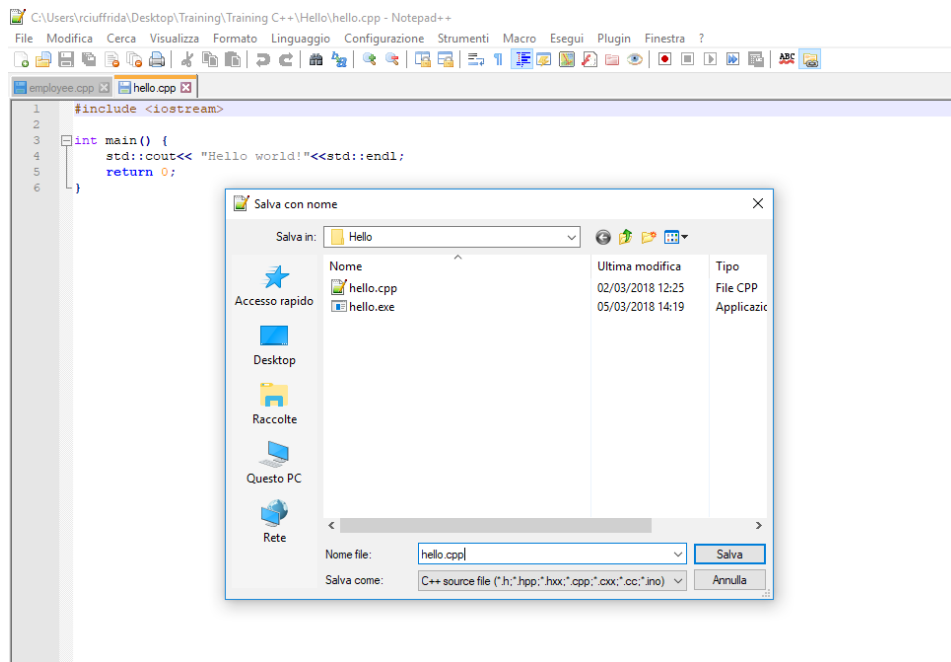 C:\Users\rciuffrida\Desktop\Training\Training C++\Hello\hello.cpp - Notepad++
File Modifica Cerca Visualizza Formato Linguaggio Configurazione Strumenti Macro Esegui Plugin Finestra ?
ABC
employee.cpp hello.cpp
1 #include <iostream>
2
3 int main() {
4 std::cout<< "Hello world!"<<std::endl;
5 return 0;
6 }
Salva con nome
Salva in: Hello
Nome Ultima modifica Tipo
hello.cpp 02/03/2018 12:25 File CPP
hello.exe 05/03/2018 14:19 Applicazic
Accesso rapido
Desktop
Raccolte
Questo PC
Rete
Nome file: hello.cpp Salva
Salva come: C++ source file (*.h;*.hpp;*.hxx;*.cpp;*.cxx;*.cc;*.ino) Annulla